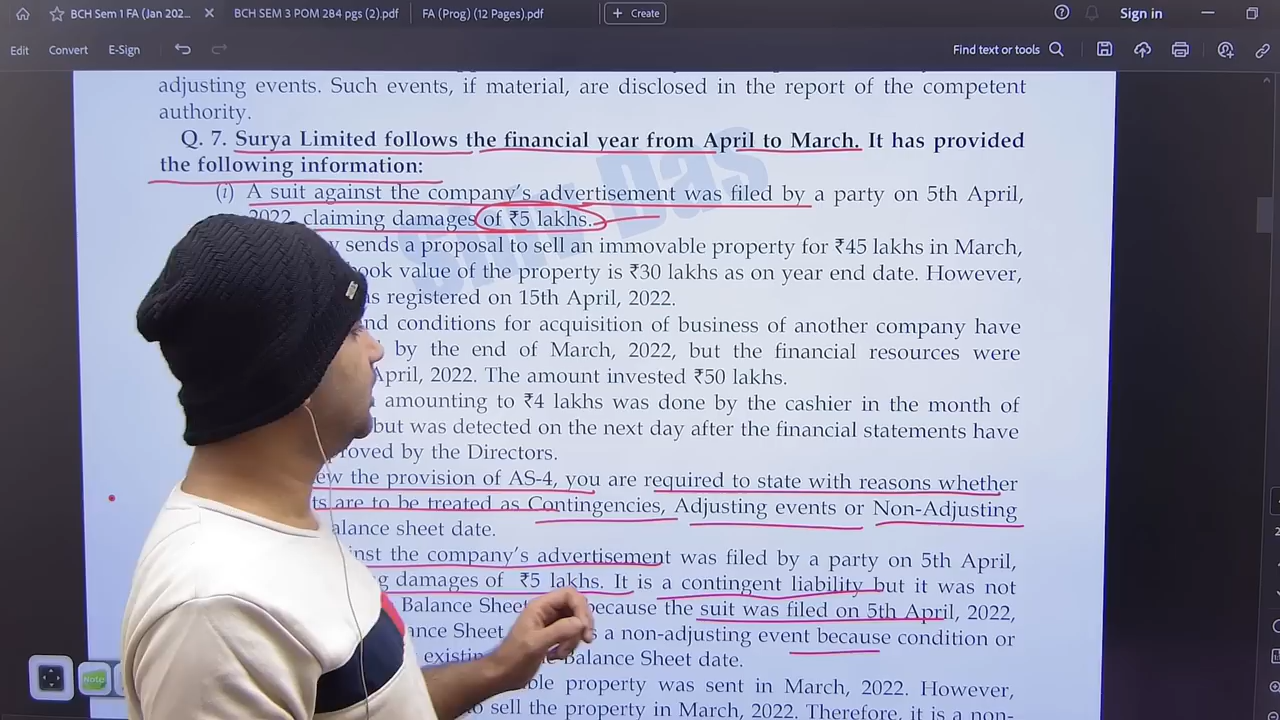 BCH SEM 1 FA (Jan 202...
BCH SEM 3 POM 284 pgs (2).pdf
FA (Prog) (12 Pages).pdf
Create
Sign in
Edit
Convert
E-Sign
Find text or tools
adjusting events. Such events, if material, are disclosed in the report of the competent
authority.
Q. 7. Surya Limited follows the financial year from April to March. It has provided
the following information:
(i) A suit against the company's advertisement was filed by a party on 5th April,
2022, claiming damages of ₹5 lakhs.
sends a proposal to sell an immovable property for ₹45 lakhs in March,
book value of the property is ₹30 lakhs as on year end date. However,
registered on 15th April, 2022.
and conditions for acquisition of business of another company have
by the end of March, 2022, but the financial resources were
April, 2022. The amount invested ₹50 lakhs.
amounting to ₹4 lakhs was done by the cashier in the month of
but was detected on the next day after the financial statements have
by the Directors.
the provision of AS-4, you are required to state with reasons whether
are to be treated as Contingencies, Adjusting events or Non-Adjusting
balance sheet date.
the company's advertisement was filed by a party on 5th April,
damages of ₹5 lakhs. It is a contingent liability but it was not
Balance Sheet because the suit was filed on 5th April, 2022,
a non-adjusting event because condition or
Balance Sheet date.
property was sent in March, 2022. However,
to sell the property in March, 2022. Therefore, it is a non-
Note